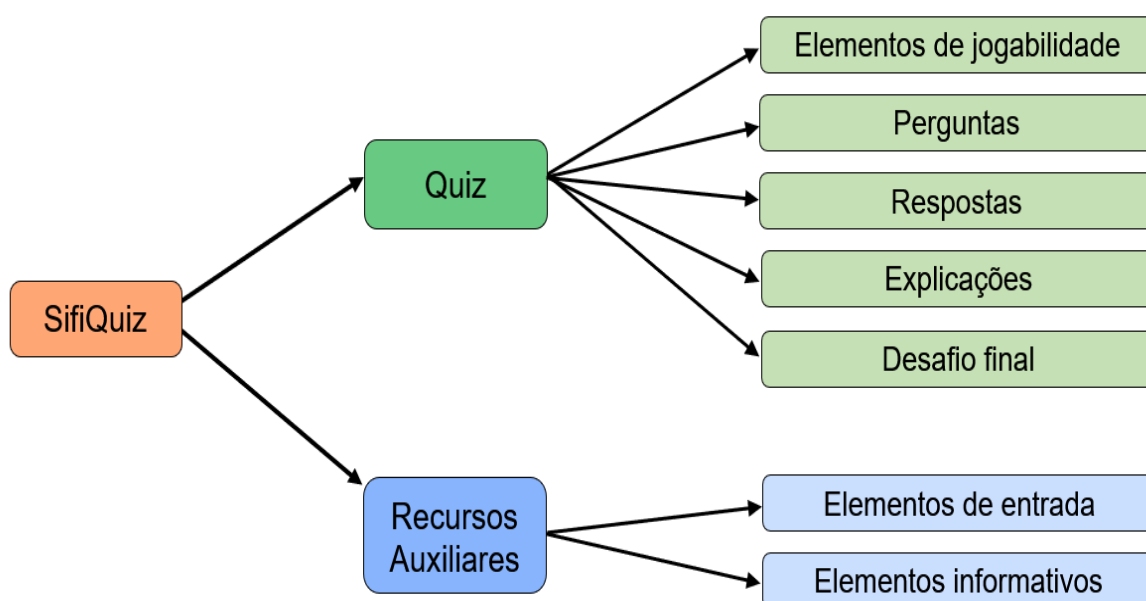 SifiQuiz
Quiz
Elementos de jogabilidade
Perguntas
Respostas
Explicações
Desafio final
Recursos
Auxiliares
Elementos de entrada
Elementos informativos